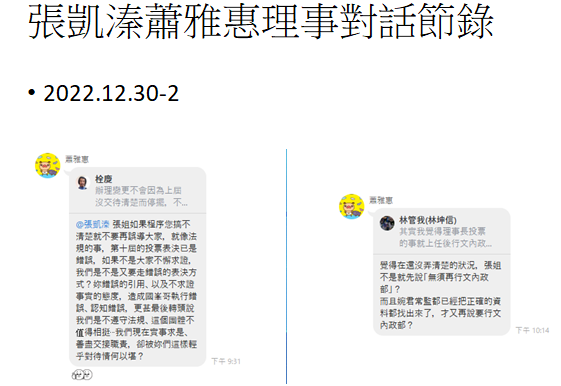 張凱溱蕭雅惠理事對話節錄
• 2022.12.30-2
蕭雅惠
栓慶
辦理變更不會因為上屆
沒交待清楚而停擺。不...
@張凱溱 張姐如果程序您搞不
清楚就不要再誤導大家，就像法
規的事，第十屆的投票表決已是
錯誤，如果不是大家不懈求證，
我們是不是又要走錯誤的表決方
式？妳錯誤的引用、以及不求證
事實的態度，造成國峯哥執行錯
誤、認知錯誤，更甚最後轉頭說
我們是不遵守法規、這個團體不
值得相挺…我們現在實事求是、
善盡交接職責，卻被妳們這樣輕
乎對待情何以堪？
下午 9:31
蕭雅惠
林管我(林坤信)
其實我覺得理事長投票
的事就上任後行文內政...
覺得在還沒弄清楚的狀況，張姐
不是就先說「無須再行文內政
部」？
而且婉君常監都已經把正確的資
料都找出來了，才又再說要行文
內政部？
下午 10:14